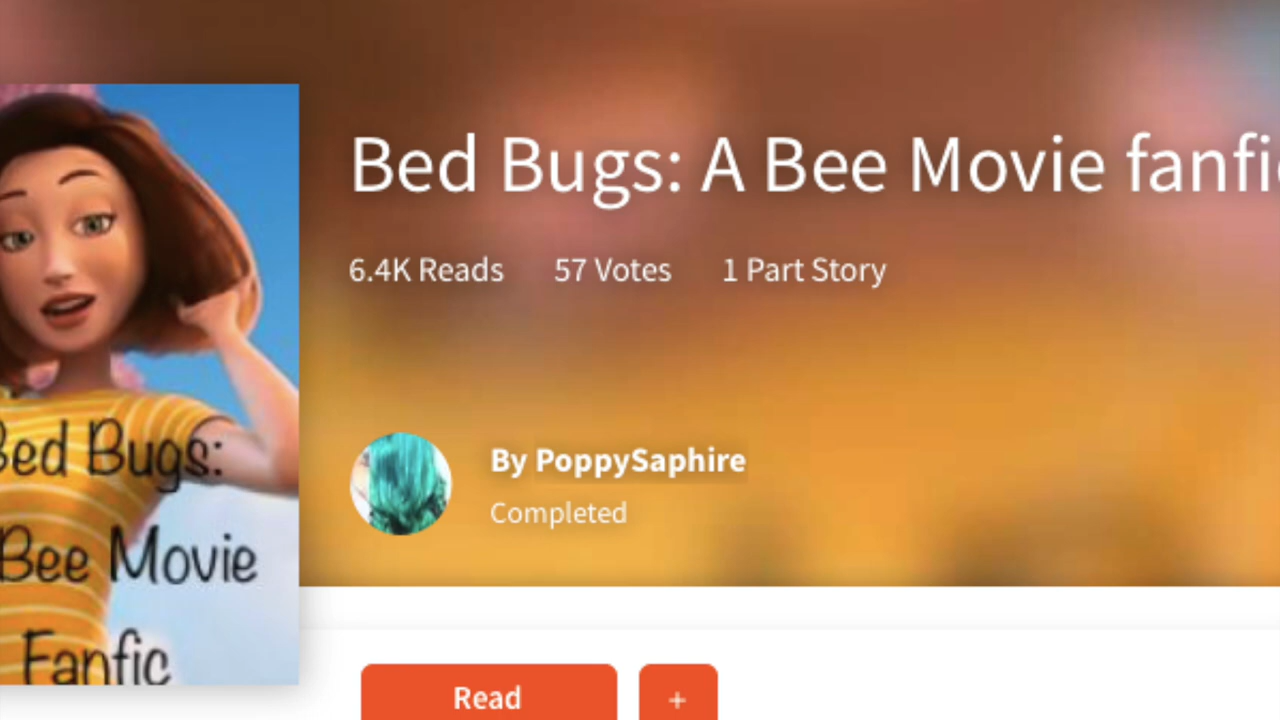 Bed Bugs: A Bee Movie fanfic
6.4K Reads 57 Votes 1 Part Story
By PoppySaphire
Completed
Bed Bugs:
Bee Movie
Fanfic
Read +